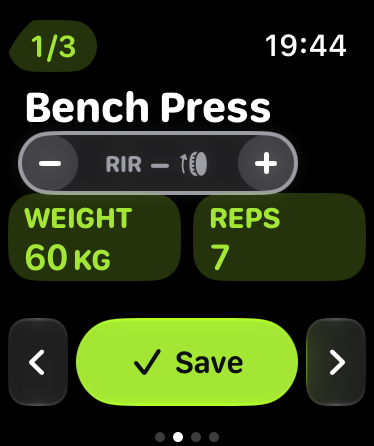 1/3
19:44
Bench Press
RIR –
WEIGHT
60 KG
REPS
7
Save